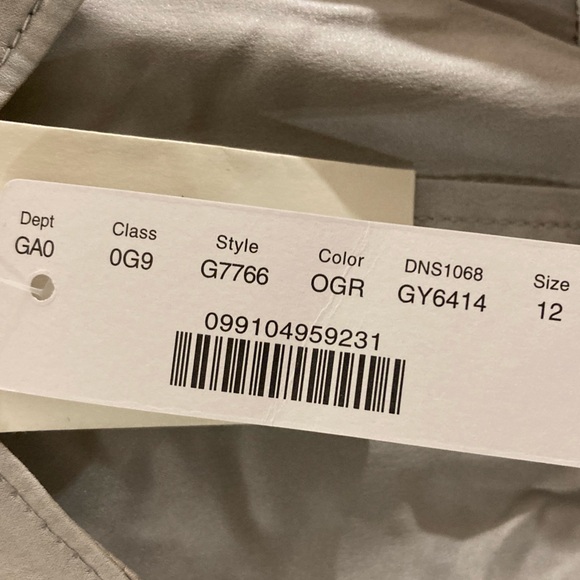 Dept Class Style Color DNS1068 Size
GA0 0G9 G7766 OGR GY6414 12
099104959231